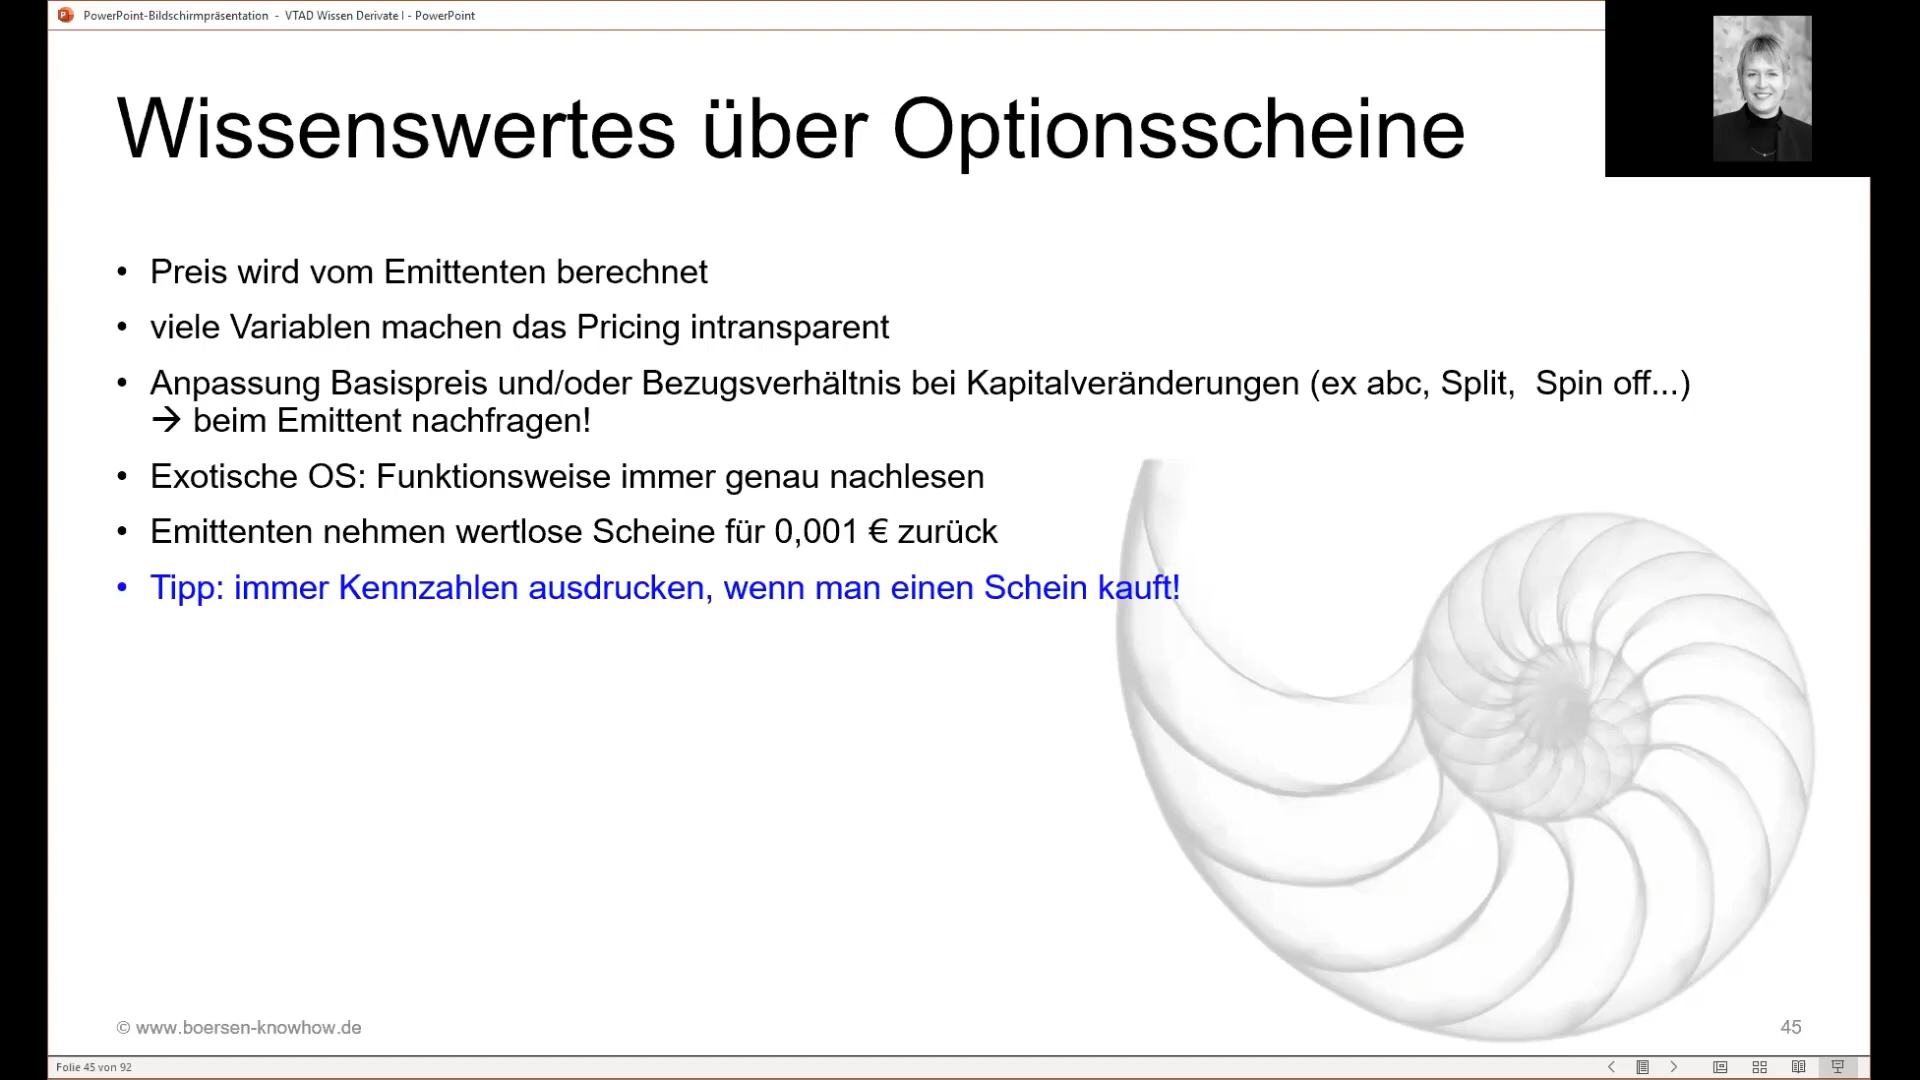 PowerPoint-Bildschirmpräsentation - VTAD Wissen Derivate I - PowerPoint
Wissenswertes über Optionsscheine
• Preis wird vom Emittenten berechnet
• viele Variablen machen das Pricing intransparent
• Anpassung Basispreis und/oder Bezugsverhältnis bei Kapitalveränderungen (ex abc, Split, Spin off...)
→ beim Emittent nachfragen!
• Exotische OS: Funktionsweise immer genau nachlesen
• Emittenten nehmen wertlose Scheine für 0,001 € zurück
• Tipp: immer Kennzahlen ausdrucken, wenn man einen Schein kauft!
© www.boersen-knowhow.de
45
Folie 45 von 92